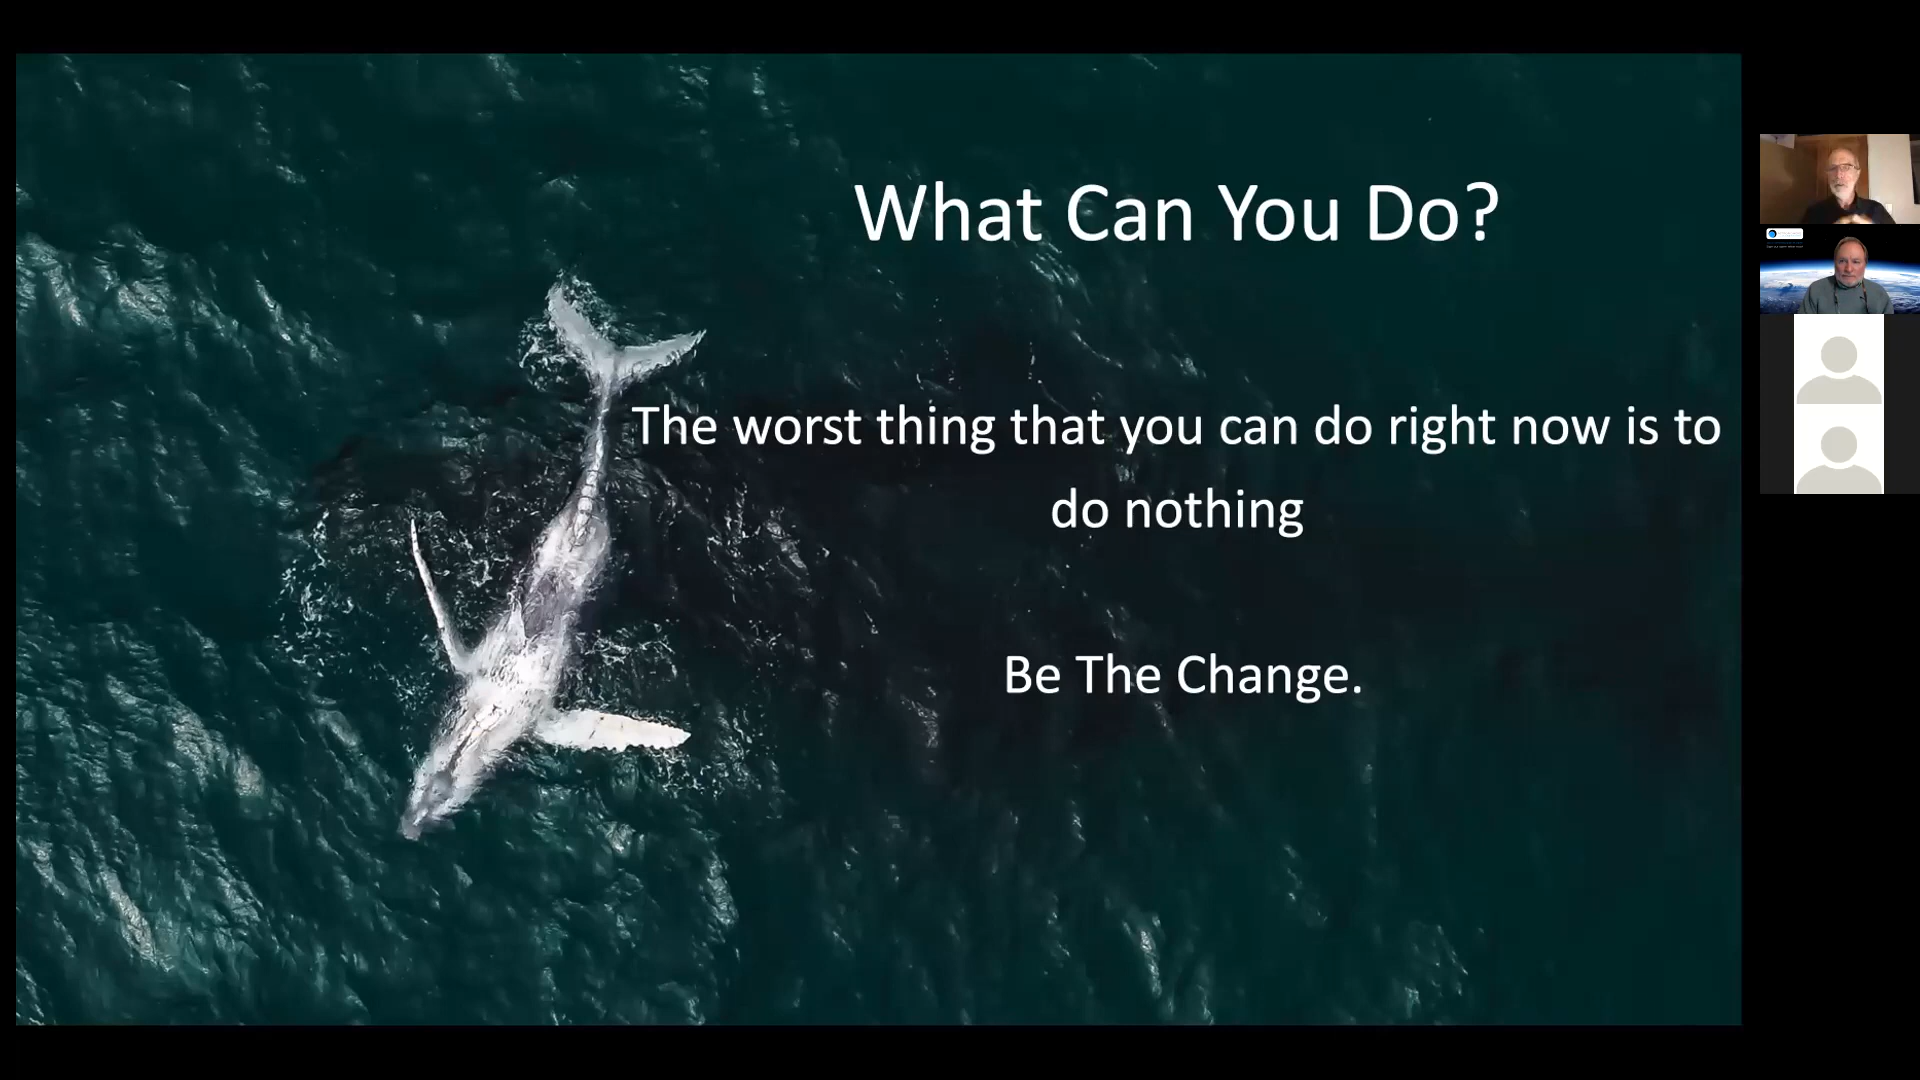 What Can You Do?
The worst thing that you can do right now is to
do nothing
Be The Change.